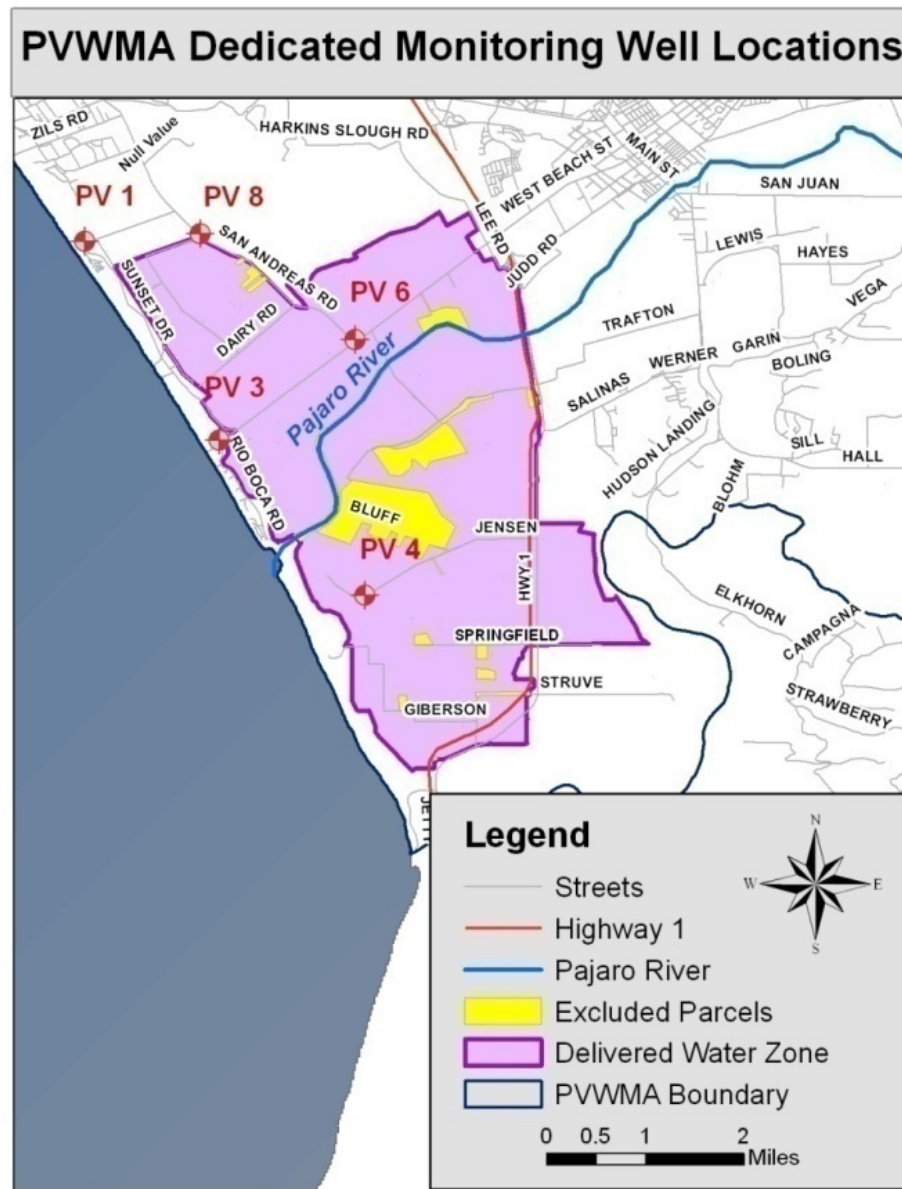 PVWMA Dedicated Monitoring Well Locations
ZILS RD
Null Value
HARKINS SLOUGH RD
MAIN ST
WEST BEACH ST
SAN JUAN
PV 1
PV 8
LEE RD
SAN ANDREAS RD
JUDD RD
LEWIS
HAYES
SUNSET DR
PV 6
VEGA
DAIRY RD
TRAFTON
GARIN
Pajaro River
WERNER
BOLING
SALINAS
PV 3
HUDSON LANDING
SILL
HALL
RIO BOCA RD
BLOHM
BLUFF
JENSEN
PV 4
HWY 1
ELKHORN
SPRINGFIELD
CAMPAGNA
STRUVE
GIBERSON
STRAWBERRY
Legend
N
W
E
S
Streets
Highway 1
Pajaro River
Excluded Parcels
Delivered Water Zone
PVWMA Boundary
0 0.5 1 2
Miles